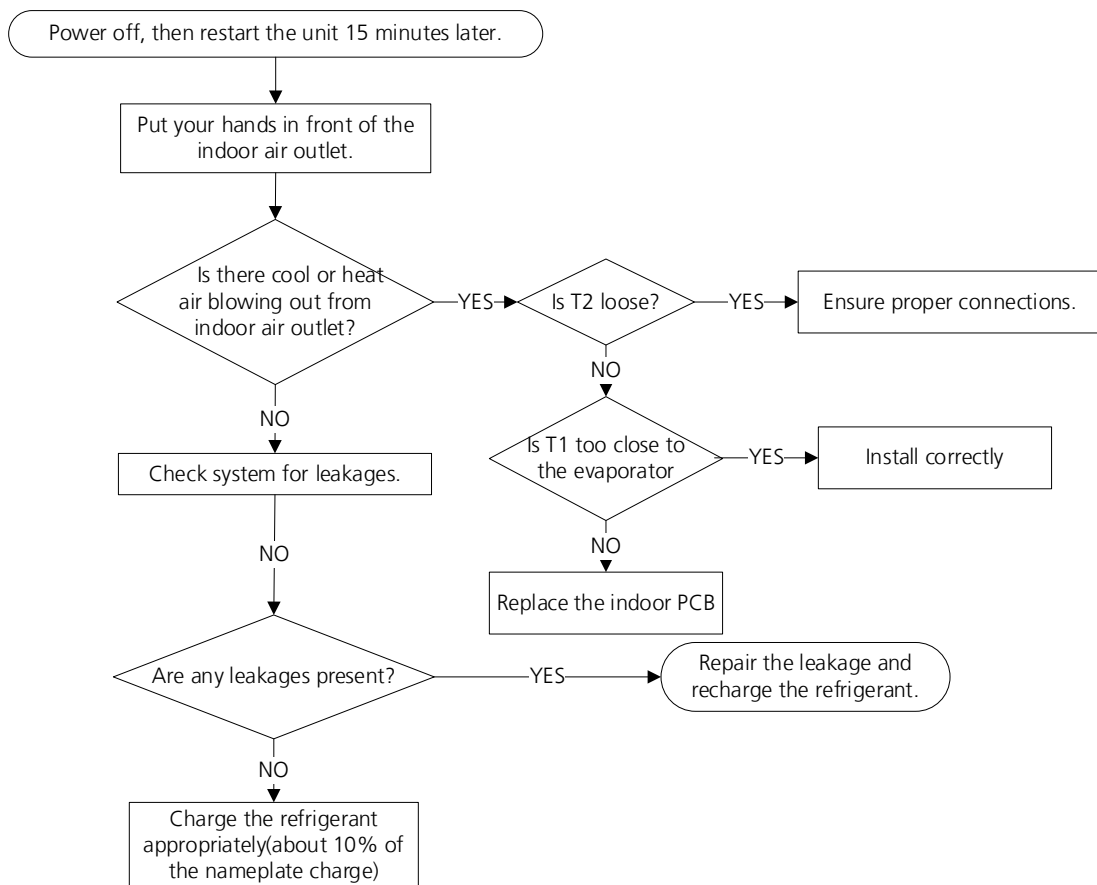 Power off, then restart the unit 15 minutes later.
Put your hands in front of the
indoor air outlet.
Is there cool or heat
air blowing out from
indoor air outlet?
YES
Is T2 loose?
YES
Ensure proper connections.
NO
NO
Is T1 too close to
the evaporator
YES
Install correctly
Check system for leakages.
NO
NO
Replace the indoor PCB
Are any leakages present?
YES
Repair the leakage and
recharge the refrigerant.
NO
Charge the refrigerant
appropriately(about 10% of
the nameplate charge)